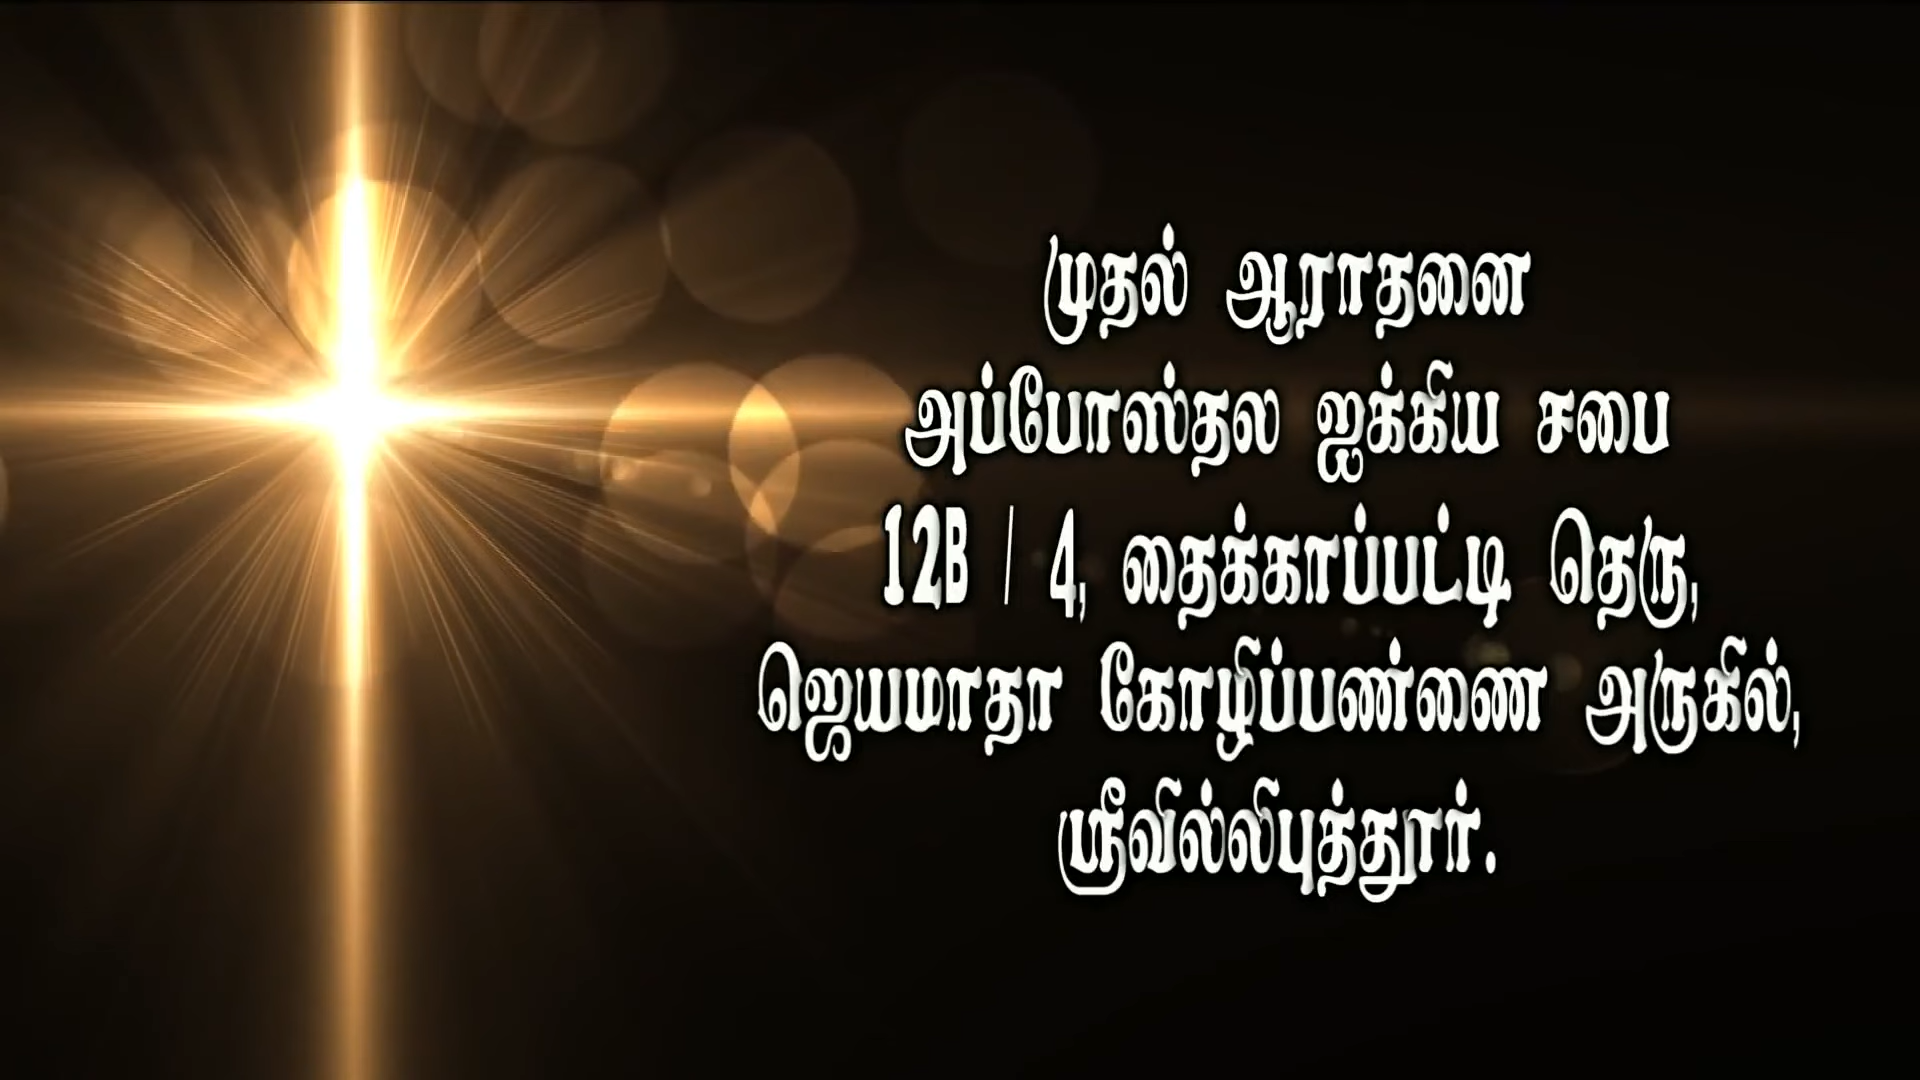 முதல் ஆராதனை
அப்போஸ்தல ஐக்கிய சபை
12B / 4, தைக்காப்பட்டி தெரு,
ஜெயமாதா கோழிப்பண்ணை அருகில்,
ஸ்ரீவில்லிபுத்தூர்.